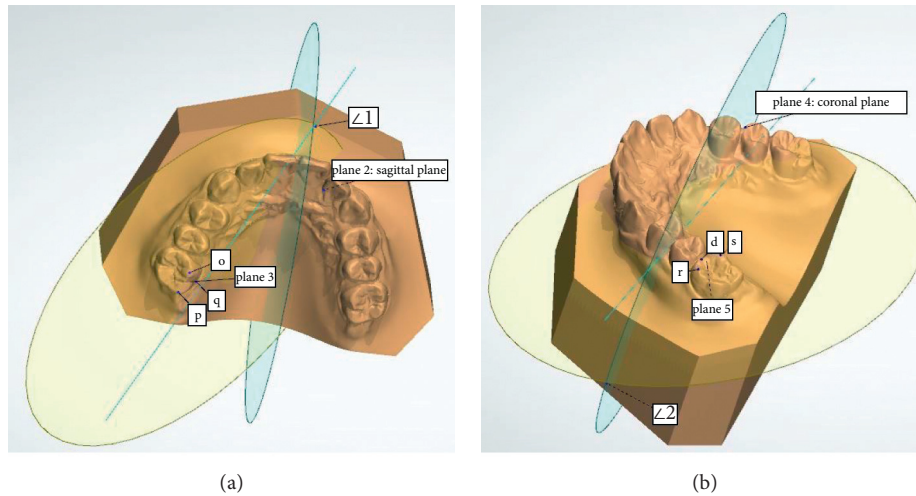 ∠1
plane 2: sagittal plane
o
plane 3
q
p
(a)
plane 4: coronal plane
d
s
r
plane 5
∠2
(b)